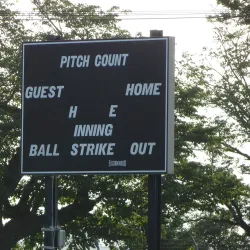 PITCH COUNT
GUEST HOME
H E
INNING
BALL STRIKE OUT